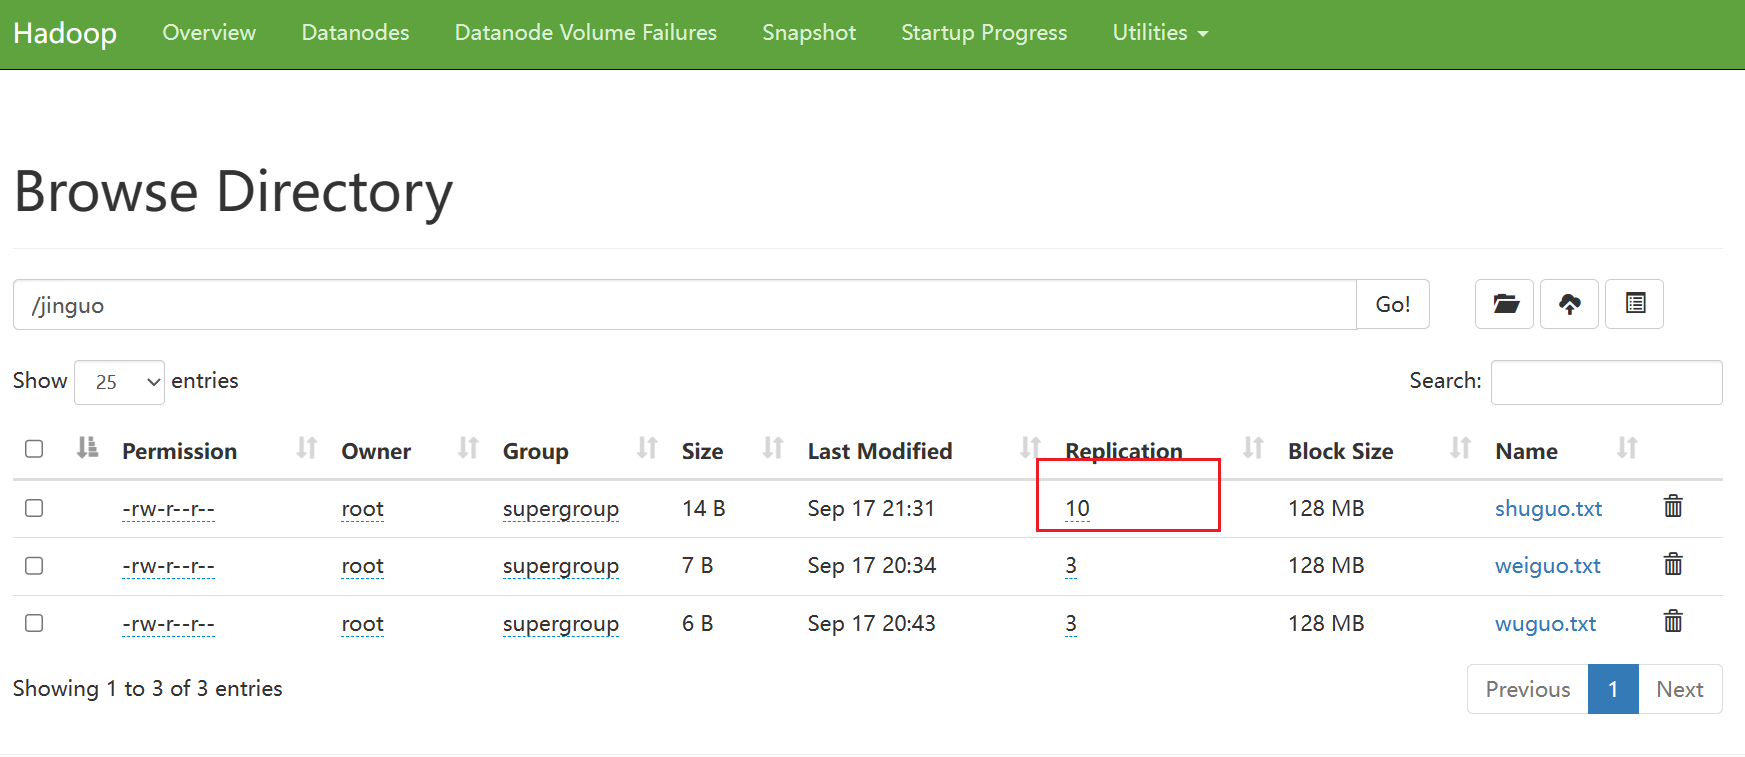 Hadoop Overview Datanodes Datanode Volume Failures Snapshot Startup Progress Utilities
Browse Directory
/jinguo Go!
Show 25 entries Search:
Permission Owner Group Size Last Modified Replication Block Size Name
-rw-r--r-- root supergroup 14 B Sep 17 21:31 10 128 MB shuguo.txt
-rw-r--r-- root supergroup 7 B Sep 17 20:34 3 128 MB weiguo.txt
-rw-r--r-- root supergroup 6 B Sep 17 20:43 3 128 MB wuguo.txt
Showing 1 to 3 of 3 entries Previous 1 Next